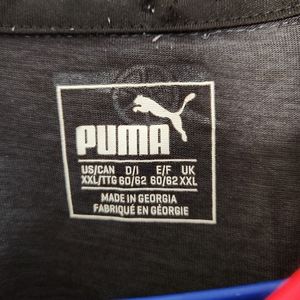 PUMA
US/CAN D/I E/F UK
XXL/TTG 60/62 60/62 XXL
MADE IN GEORGIA
FABRIQUÉ EN GÉORGIE